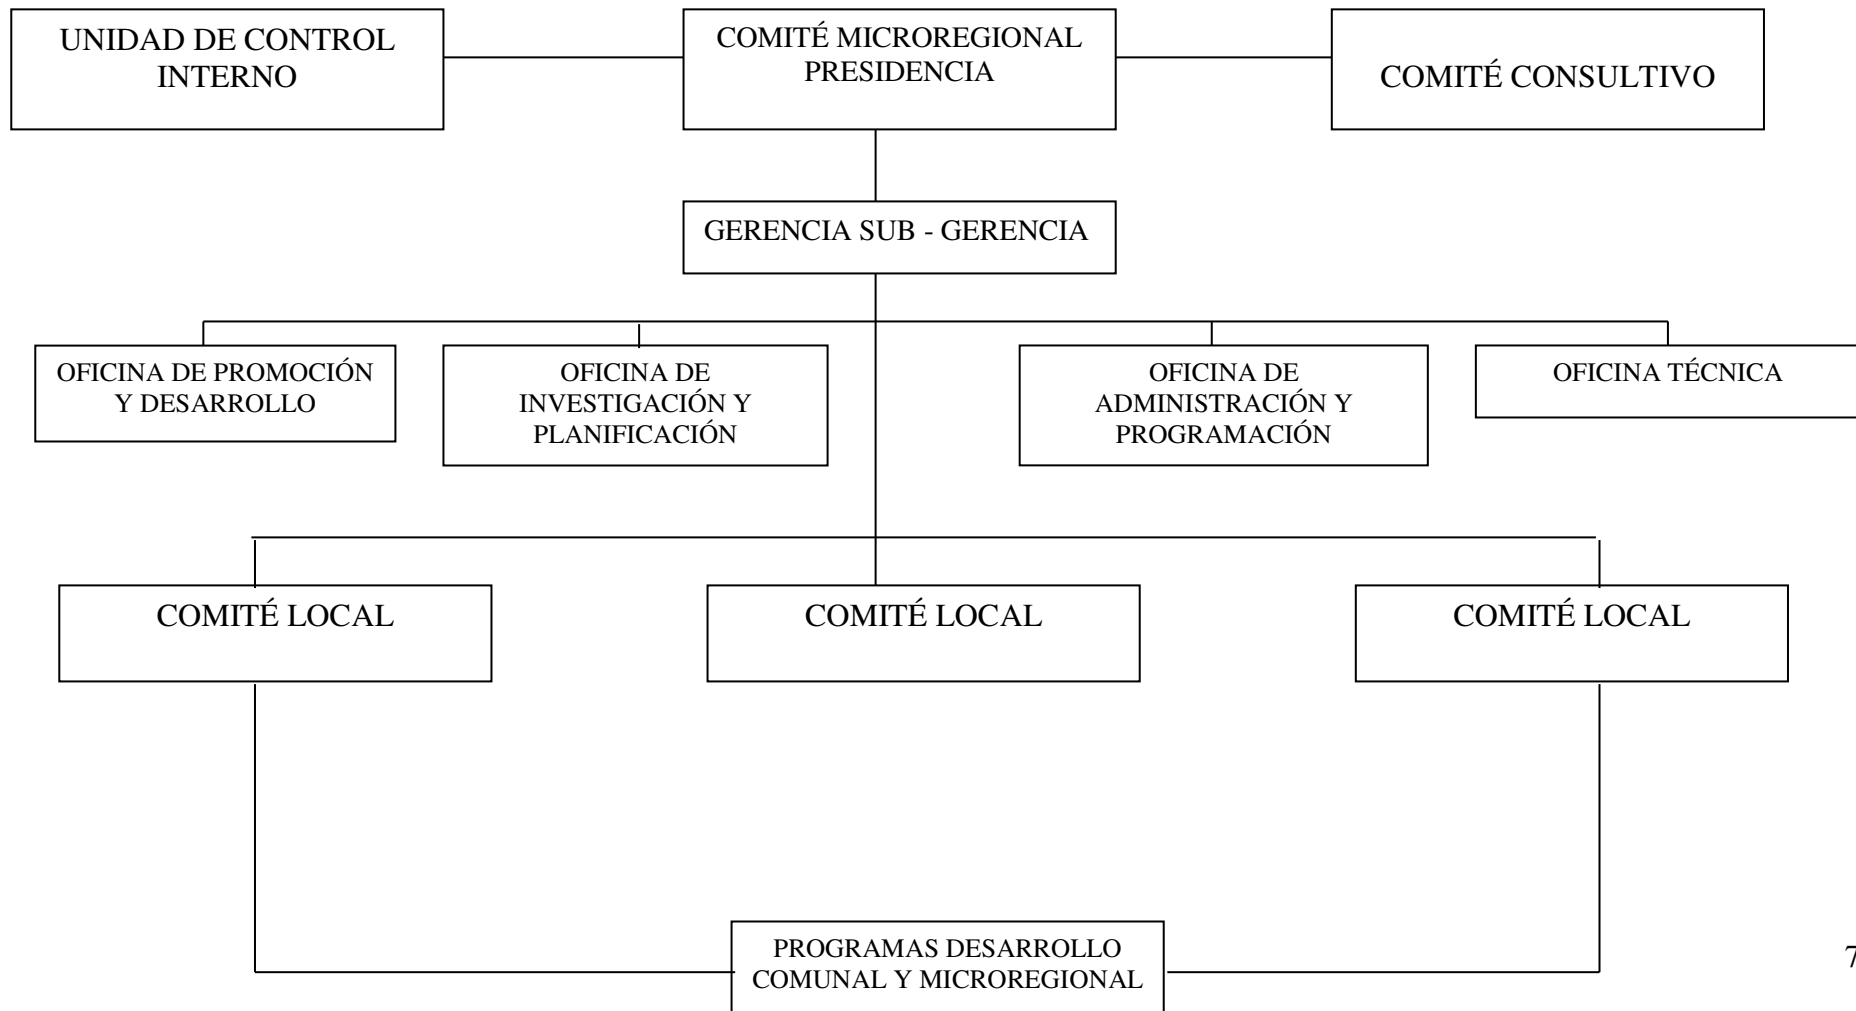 UNIDAD DE CONTROL
INTERNO
COMITÉ MICROREGIONAL
PRESIDENCIA
COMITÉ CONSULTIVO
GERENCIA SUB - GERENCIA
OFICINA DE PROMOCIÓN
Y DESARROLLO
OFICINA DE
INVESTIGACIÓN Y
PLANIFICACIÓN
OFICINA DE
ADMINISTRACIÓN Y
PROGRAMACIÓN
OFICINA TÉCNICA
COMITÉ LOCAL
COMITÉ LOCAL
COMITÉ LOCAL
PROGRAMAS DESARROLLO
COMUNAL Y MICROREGIONAL
7